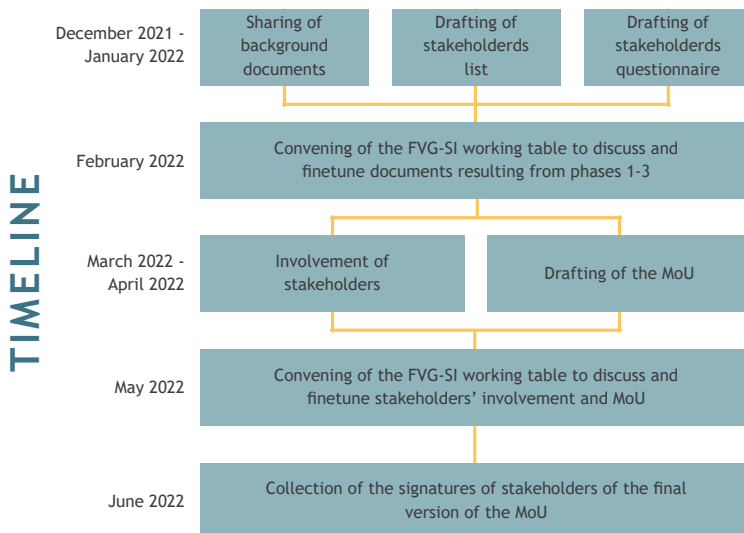 TIMELINE
December 2021 -
January 2022
Sharing of
background
documents
Drafting of
stakeholderds
list
Drafting of
stakeholderds
questionnaire
February 2022
Convening of the FVG-SI working table to discuss and
finetune documents resulting from phases 1-3
March 2022 -
April 2022
Involvement of
stakeholders
Drafting of the MoU
May 2022
Convening of the FVG-SI working table to discuss and
finetune stakeholders’ involvement and MoU
June 2022
Collection of the signatures of stakeholders of the final
version of the MoU